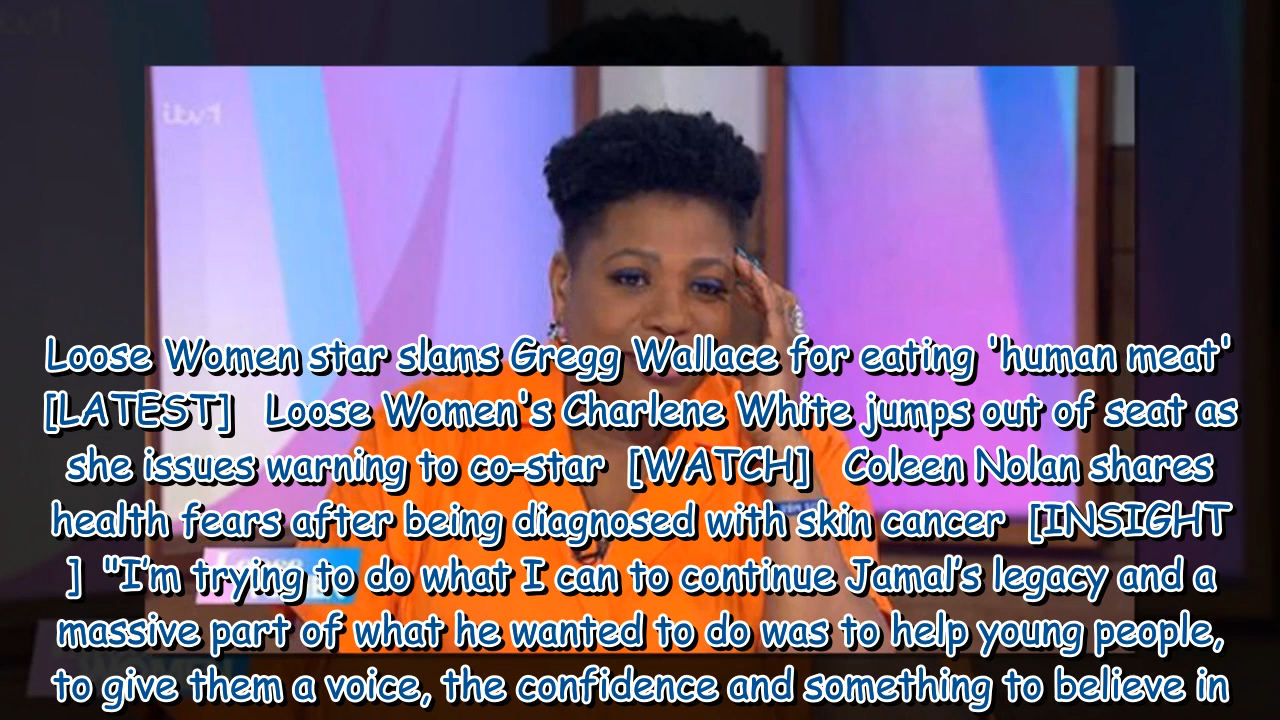 itv1
Loose Women star slams Gregg Wallace for eating 'human meat'
[LATEST] Loose Women's Charlene White jumps out of seat as
she issues warning to co-star [WATCH] Coleen Nolan shares
health fears after being diagnosed with skin cancer [INSIGHT
] "I’m trying to do what I can to continue Jamal’s legacy and a
massive part of what he wanted to do was to help young people,
to give them a voice, the confidence and something to believe in